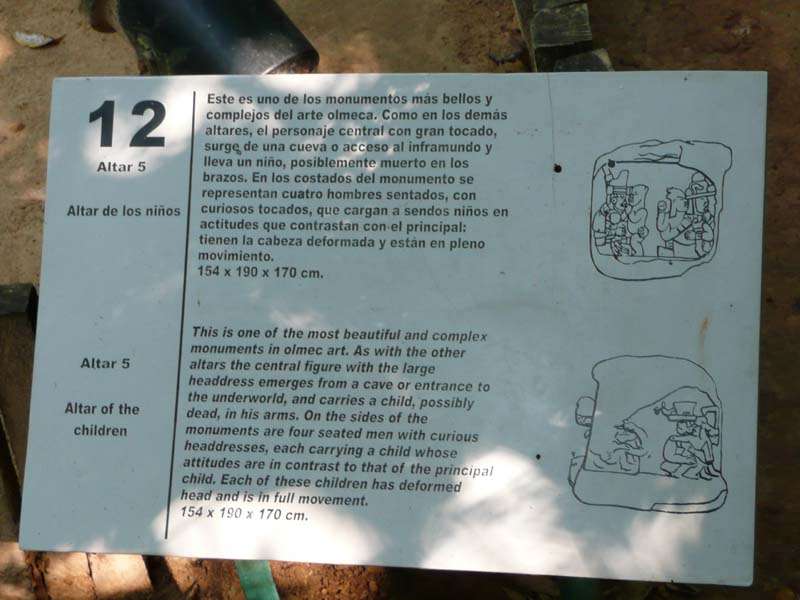 12
Altar 5
Altar de los niños
Este es uno de los monumentos más bellos y
complejos del arte olmeca. Como en los demás
altares, el personaje central con gran tocado,
surge de una cueva o acceso al inframundo y
lleva un niño, posiblemente muerto en los
brazos. En los costados del monumento se
representan cuatro hombres sentados, con
curiosos tocados, que cargan a sendos niños en
actitudes que contrastan con el principal:
tienen la cabeza deformada y están en pleno
movimiento.
154 x 190 x 170 cm.
Altar 5
Altar of the
children
This is one of the most beautiful and complex
monuments in olmec art. As with the other
altars the central figure with the large
headdress emerges from a cave or entrance to
the underworld, and carries a child, possibly
dead, in his arms. On the sides of the
monuments are four seated men with curious
headdresses, each carrying a child whose
attitudes are in contrast to that of the principal
child. Each of these children has deformed
head and is in full movement.
154 x 190 x 170 cm.